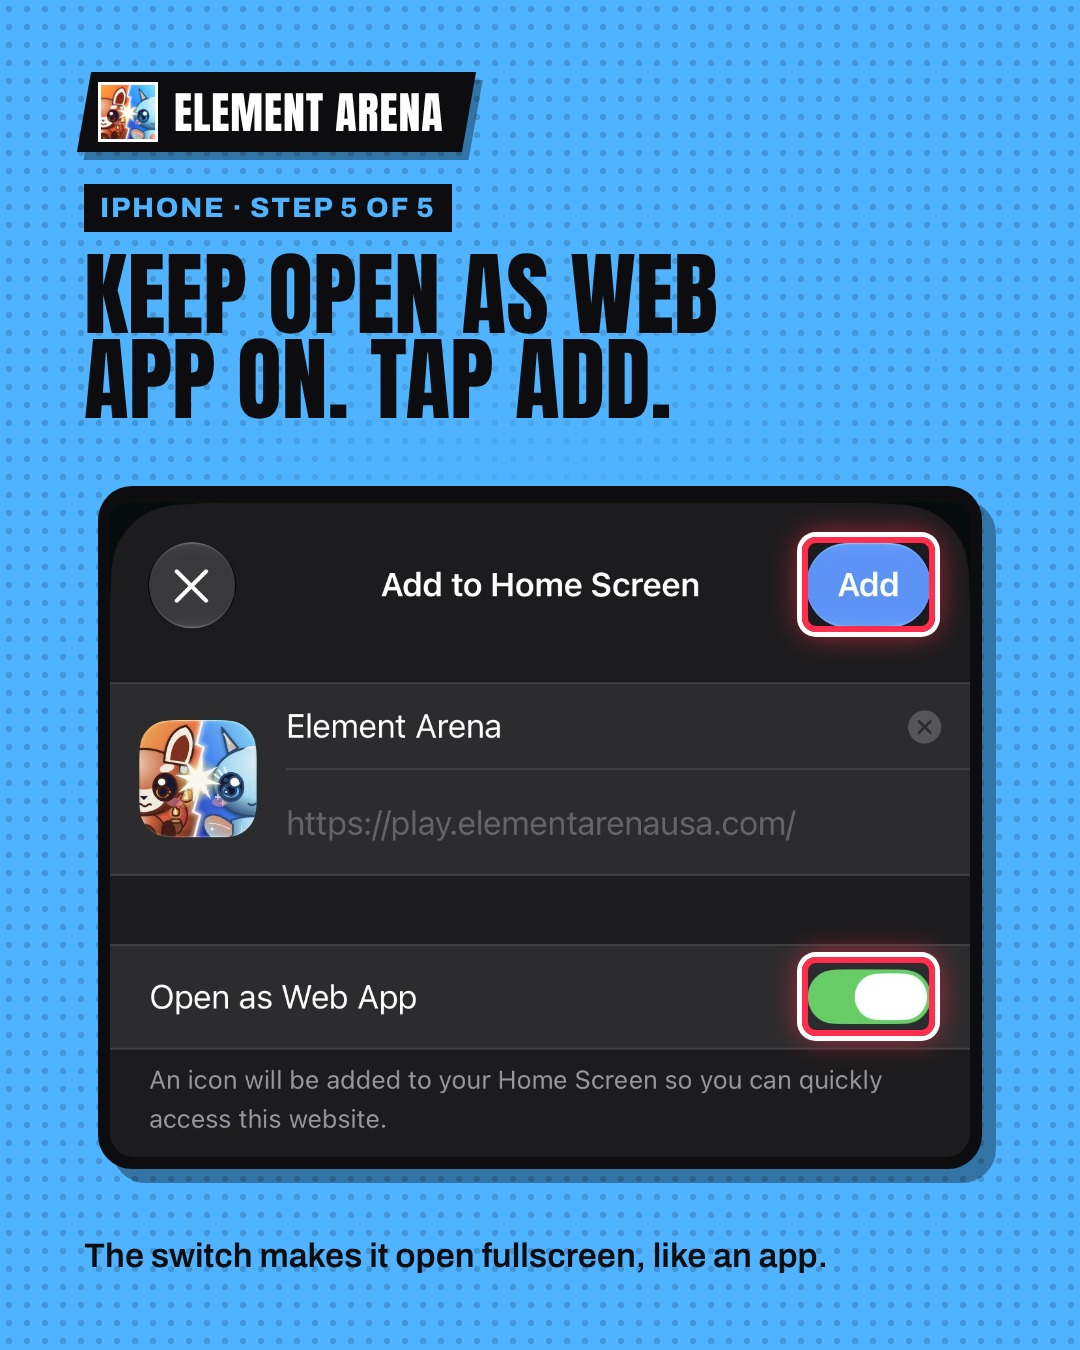 ELEMENT ARENA
IPHONE · STEP 5 OF 5
KEEP OPEN AS WEB
APP ON. TAP ADD.
Add to Home Screen
Add
Element Arena
https://play.elementarenausa.com/
Open as Web App
An icon will be added to your Home Screen so you can quickly
access this website.
The switch makes it open fullscreen, like an app.